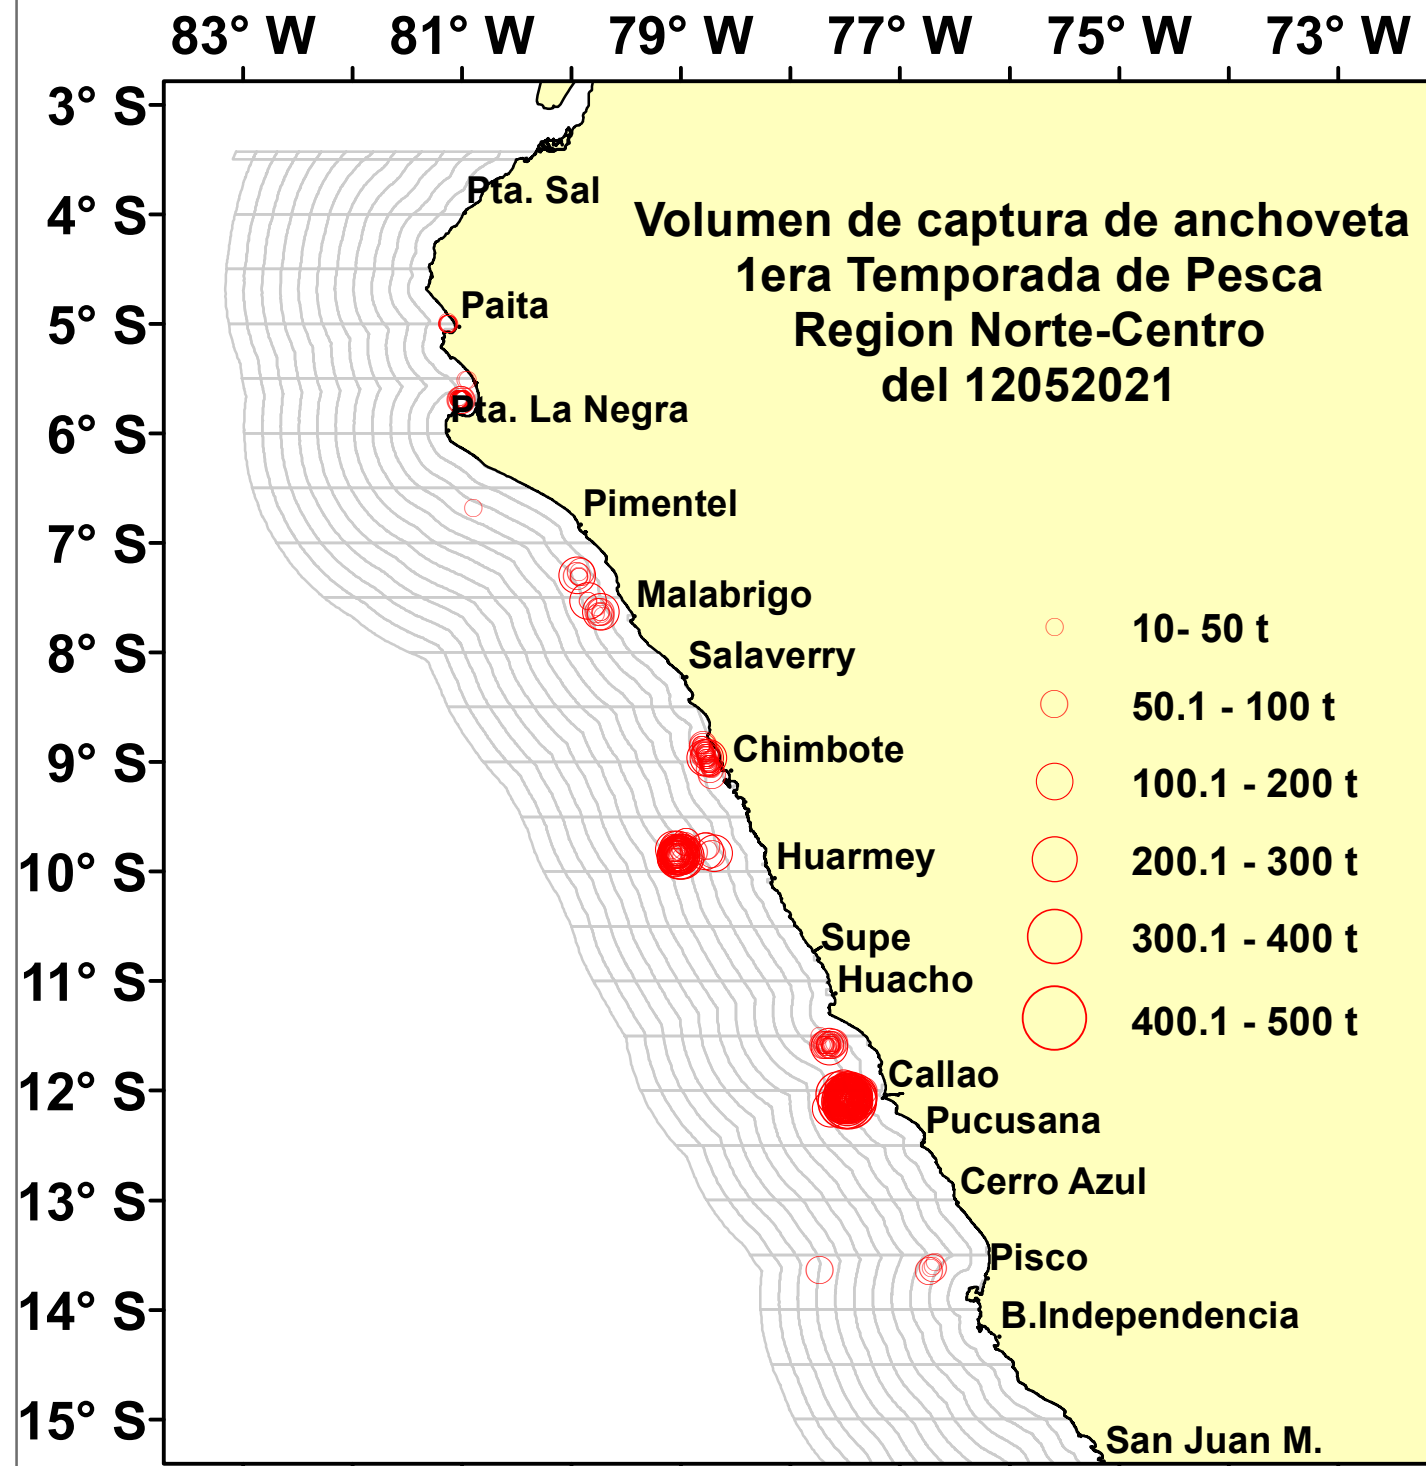 83° W 81° W 79° W 77° W 75° W 73° W
3° S
4° S
5° S
6° S
7° S
8° S
9° S
10° S
11° S
12° S
13° S
14° S
15° S
Volumen de captura de anchoveta
1era Temporada de Pesca
Region Norte-Centro
del 12052021
Pta. Sal
Paita
Pta. La Negra
Pimentel
Malabrigo
Salaverry
Chimbote
Huarmey
Supe
Huacho
Callao
Pucusana
Cerro Azul
Pisco
B.Independencia
San Juan M.
10- 50 t
50.1 - 100 t
100.1 - 200 t
200.1 - 300 t
300.1 - 400 t
400.1 - 500 t